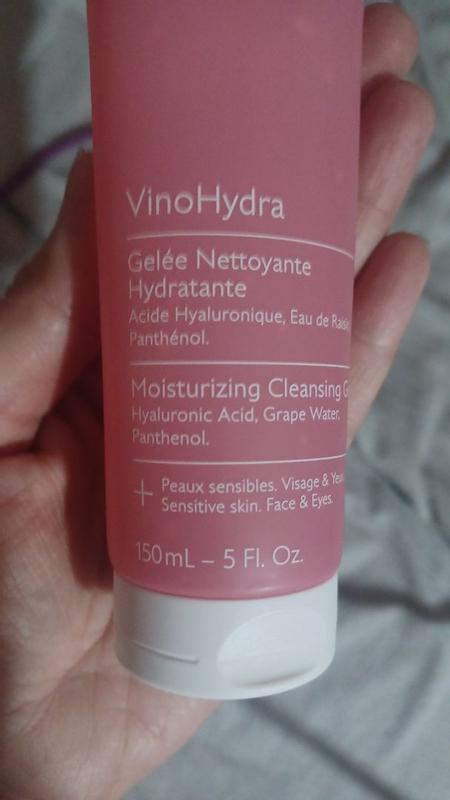 VinoHydra
Gelée Nettoyante
Hydratante
Acide Hyaluronique, Eau de
Panthénol.
Moisturizing Cleansing
Hyaluronic Acid, Grape Water,
Panthenol.
+ Peaux sensibles. Visage &
Sensitive skin. Face & Eyes.
150mL – 5 Fl. Oz.